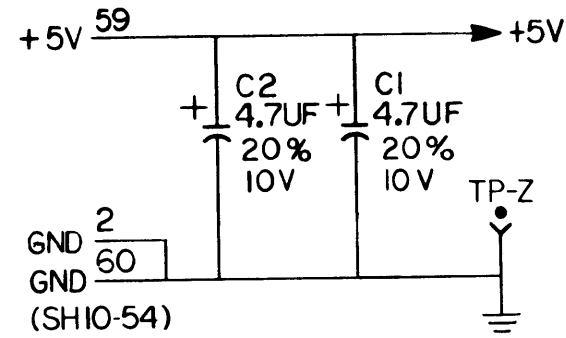 +5V 59 +5V
C2 C1
+ 4.7UF + 4.7UF
20% 20%
10V 10V
TP-Z
2
GND
60
GND
(SH10-54)